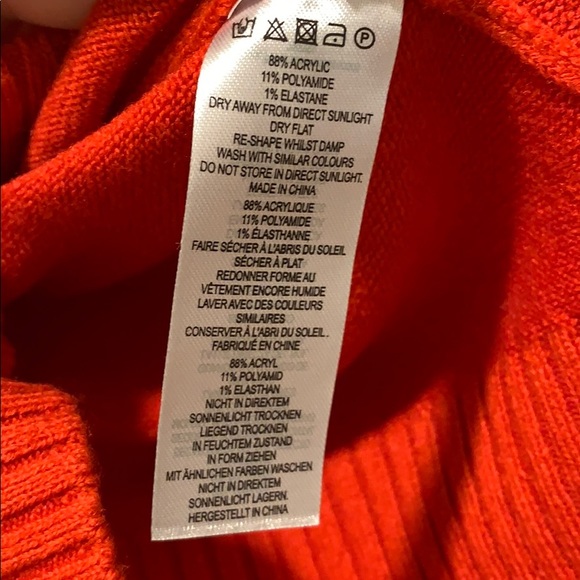 P
88% ACRYLIC
11% POLYAMIDE
1% ELASTANE
DRY AWAY FROM DIRECT SUNLIGHT
DRY FLAT
RE-SHAPE WHILST DAMP
WASH WITH SIMILAR COLOURS
DO NOT STORE IN DIRECT SUNLIGHT.
MADE IN CHINA
88% ACRYLIQUE
11% POLYAMIDE
1% ÉLASTHANNE
FAIRE SÉCHER À L'ABRIS DU SOLEIL
SÉCHER À PLAT
REDONNER FORME AU
VÊTEMENT ENCORE HUMIDE
LAVER AVEC DES COULEURS
SIMILAIRES
CONSERVER À L'ABRI DU SOLEIL.
FABRIQUÉ EN CHINE
88% ACRYL
11% POLYAMID
1% ELASTHAN
NICHT IN DIREKTEM
SONNENLICHT TROCKNEN
LIEGEND TROCKNEN
IN FEUCHTEM ZUSTAND
IN FORM ZIEHEN
MIT ÄHNLICHEN FARBEN WASCHEN
NICHT IN DIREKTEM
SONNENLICHT LAGERN.
HERGESTELLT IN CHINA